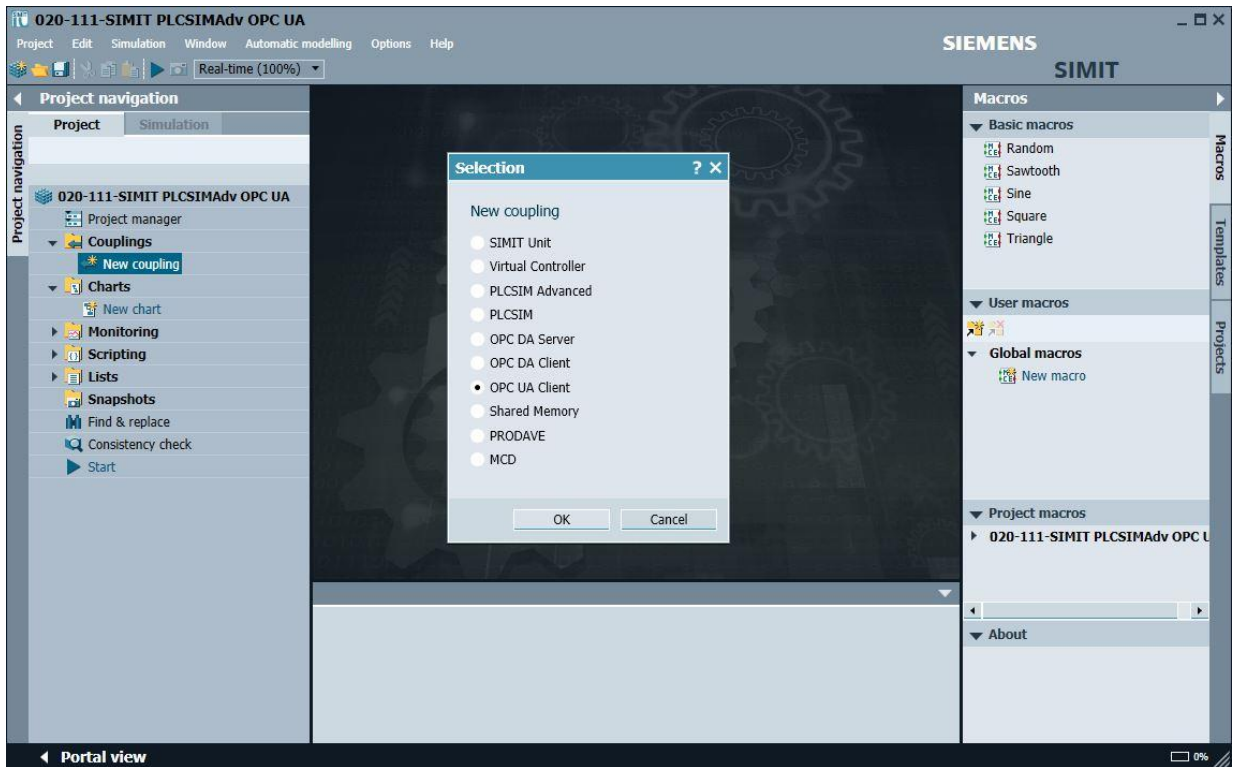 020-111-SIMIT PLCSIMAdv OPC UA
Project Edit Simulation Window Automatic modelling Options Help
SIEMENS
SIMIT
Real-time (100%)
Project navigation
Project navigation
Project Simulation
020-111-SIMIT PLCSIMAdv OPC UA
Project manager
Couplings
New coupling
Charts
New chart
Monitoring
Scripting
Lists
Snapshots
Find & replace
Consistency check
Start
Selection ? X
New coupling
SIMIT Unit
Virtual Controller
PLCSIM Advanced
PLCSIM
OPC DA Server
OPC DA Client
OPC UA Client
Shared Memory
PRODAVE
MCD
OK Cancel
Macros
Basic macros
Random
Sawtooth
Sine
Square
Triangle
User macros
Global macros
New macro
Project macros
020-111-SIMIT PLCSIMAdv OPC U
About
Macros
Templates
Projects
Portal view
0%